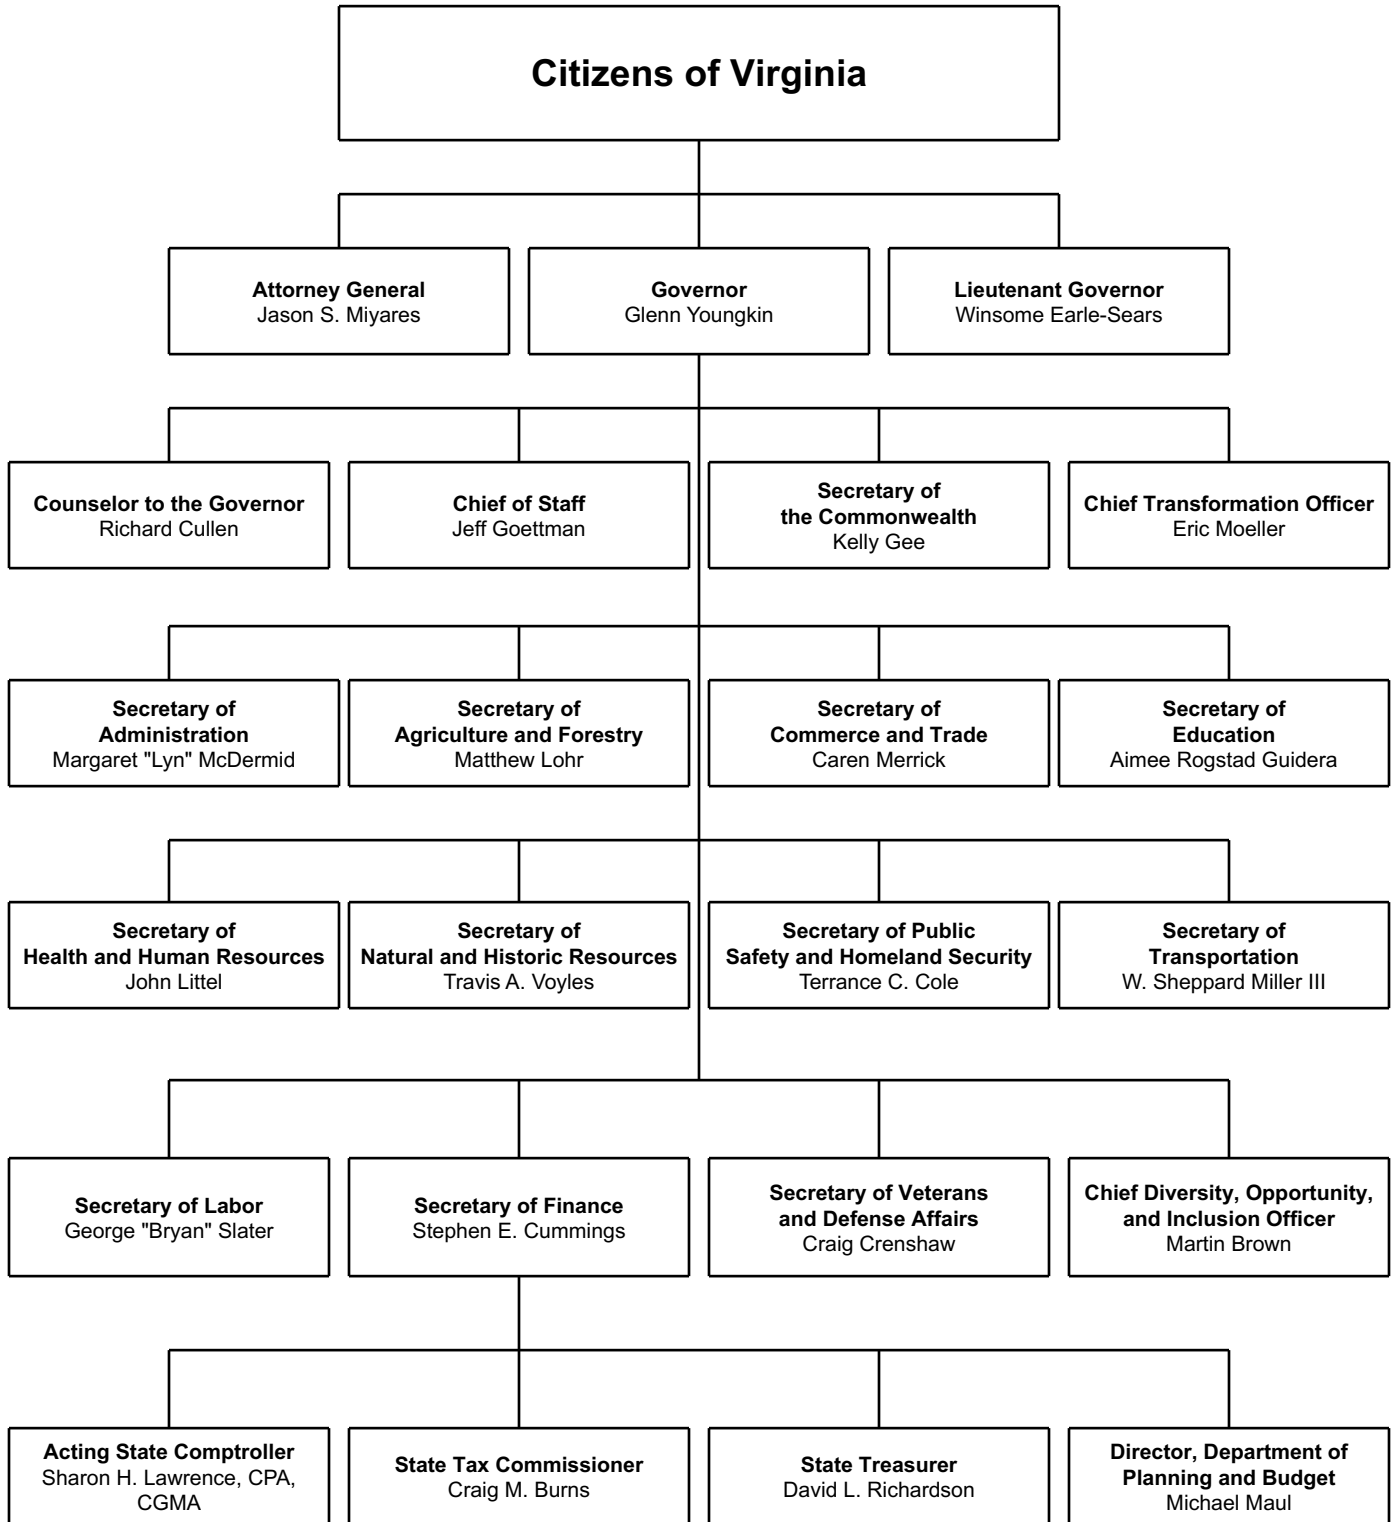 Citizens of Virginia
Attorney General
Jason S. Miyares
Governor
Glenn Youngkin
Lieutenant Governor
Winsome Earle-Sears
Counselor to the Governor
Richard Cullen
Chief of Staff
Jeff Goettman
Secretary of
the Commonwealth
Kelly Gee
Chief Transformation Officer
Eric Moeller
Secretary of
Administration
Margaret "Lyn" McDermid
Secretary of
Agriculture and Forestry
Matthew Lohr
Secretary of
Commerce and Trade
Caren Merrick
Secretary of
Education
Aimee Rogstad Guidera
Secretary of
Health and Human Resources
John Littel
Secretary of
Natural and Historic Resources
Travis A. Voyles
Secretary of Public
Safety and Homeland Security
Terrance C. Cole
Secretary of
Transportation
W. Sheppard Miller III
Secretary of Labor
George "Bryan" Slater
Secretary of Finance
Stephen E. Cummings
Secretary of Veterans
and Defense Affairs
Craig Crenshaw
Chief Diversity, Opportunity,
and Inclusion Officer
Martin Brown
Acting State Comptroller
Sharon H. Lawrence, CPA,
CGMA
State Tax Commissioner
Craig M. Burns
State Treasurer
David L. Richardson
Director, Department of
Planning and Budget
Michael Maul